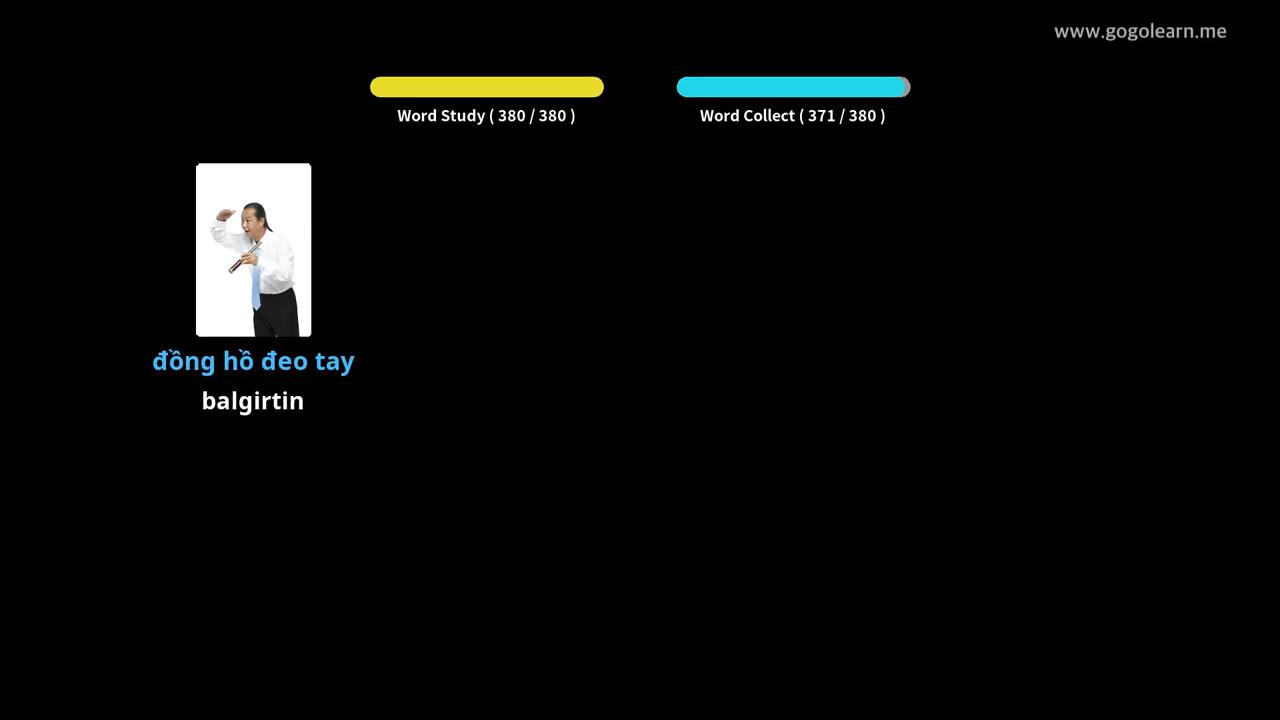 www.gogolearn.me
Word Study ( 380 / 380 )
Word Collect ( 371 / 380 )
đồng hồ đeo tay
balgirtin